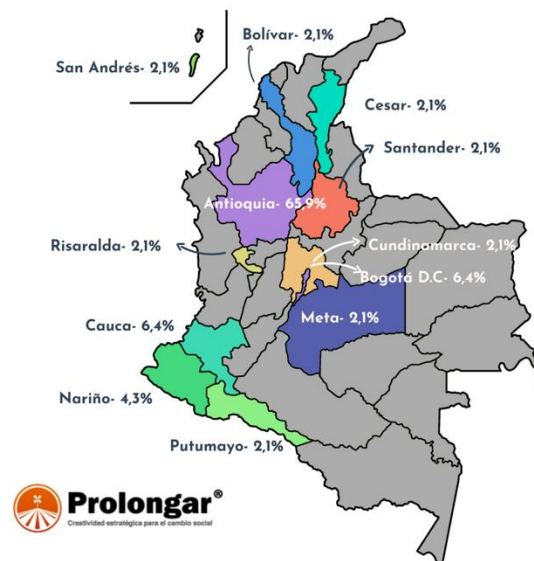 Bolívar- 2,1%
San Andrés- 2,1%
Cesar- 2,1%
Santander- 2,1%
Antioquia- 65,9%
Risaralda- 2,1%
Cundinamarca- 2,1%
Bogotá D.C- 6,4%
Meta- 2,1%
Cauca- 6,4%
Nariño- 4,3%
Putumayo- 2,1%
Prolongar®
Creatividad estratégica para el cambio social